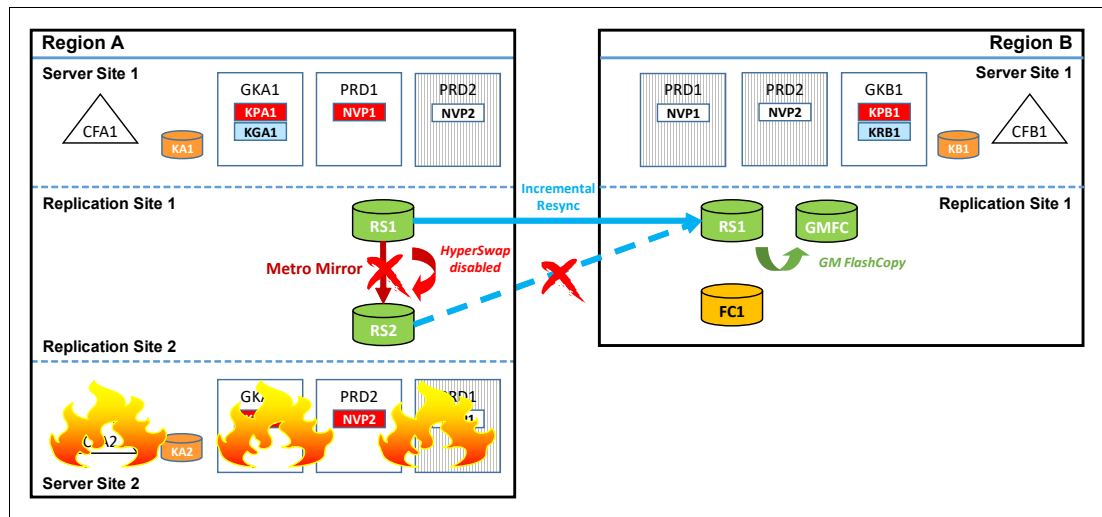 Region A
Region B
Server Site 1
Server Site 1
GKA1
KPA1
KGA1
PRD1
NVP1
PRD2
NVP2
CFA1
KA1
PRD1
NVP1
PRD2
NVP2
GKB1
KPB1
KRB1
KB1
CFB1
Replication Site 1
Incremental
Resync
Replication Site 1
RS1
RS1
GMFC
Metro Mirror
HyperSwap
disabled
GM FlashCopy
RS2
FC1
Replication Site 2
PRD2
NVP2
KA2
Server Site 2